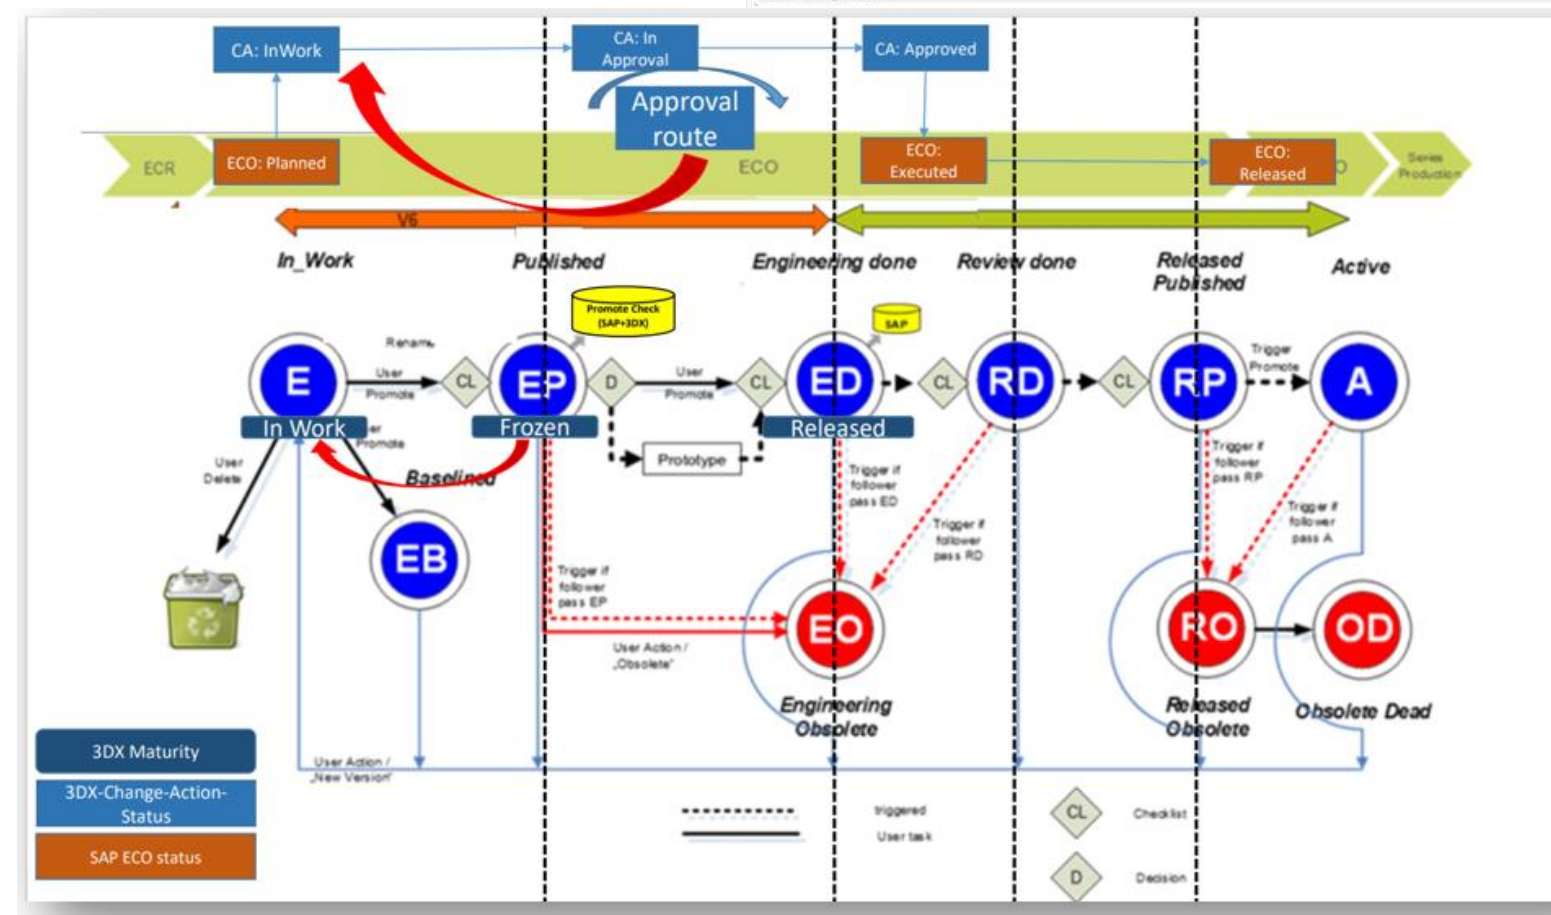 CA: InWork
CA: In
Approval
CA: Approved
Approval
route
ECR
ECO: Planned
ECO
ECO:
Executed
ECO:
Released
O
Series
Production
V6
In_Work
Published
Engineering done
Review done
Released
Published
Active
Promote Check
(SAP+3DX)
SAP
Rename
E
User
Promote
CL
EP
D
User
Promote
CL
ED
CL
RD
CL
RP
Trigger
Promote
A
In Work
Frozen
Released
User
Delete
er
Promote
Baselined
Prototype
Trigger if
follower
pass ED
Trigger if
follower
pass RD
Trigger if
follower
pass RP
Trigger if
follower
pass A
EB
Trigger if
follower
pass EP
User Action /
„Obsolete"
EO
RO
OD
Engineering
Obsolete
Released
Obsolete
Obsolete Dead
3DX Maturity
3DX-Change-Action-
Status
SAP ECO status
User Action /
„New Version"
triggered
User task
CL
Checklist
D
Decision